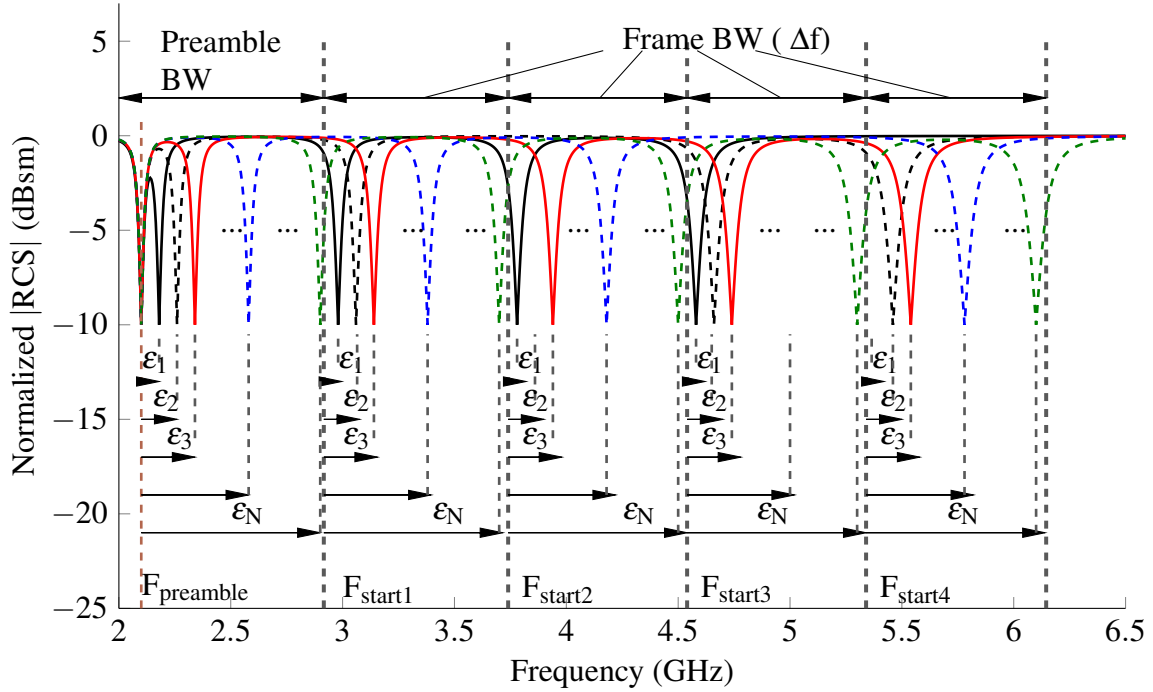 Preamble
BW
Frame BW ( Δf)
Normalized |RCS| (dBsm)
5
0
−5
−10
−15
−20
−25
... ... ... ... ... ... ... ... ... ...
ε1 ε1 ε1 ε1 ε1
ε2 ε2 ε2 ε2 ε2
ε3 ε3 ε3 ε3 ε3
εN εN εN εN εN
Fpreamble Fstart1 Fstart2 Fstart3 Fstart4
2 2.5 3 3.5 4 4.5 5 5.5 6 6.5
Frequency (GHz)